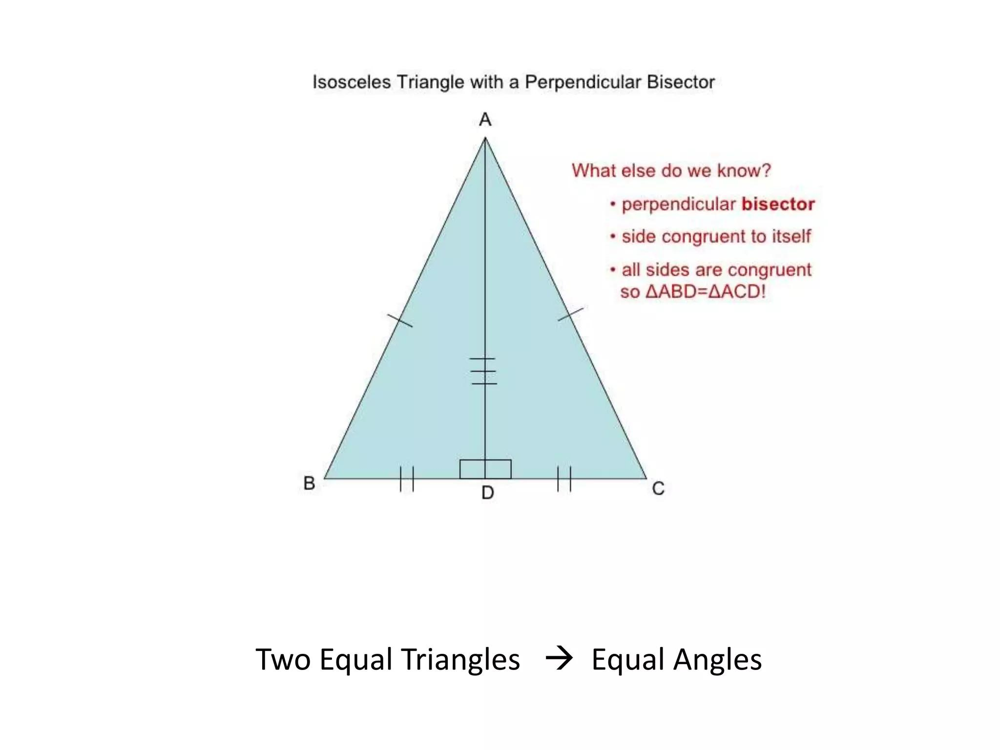 Isosceles Triangle with a Perpendicular Bisector
A
What else do we know?
• perpendicular bisector
• side congruent to itself
• all sides are congruent
so ΔABD=ΔACD!
B
D
C
Two Equal Triangles → Equal Angles